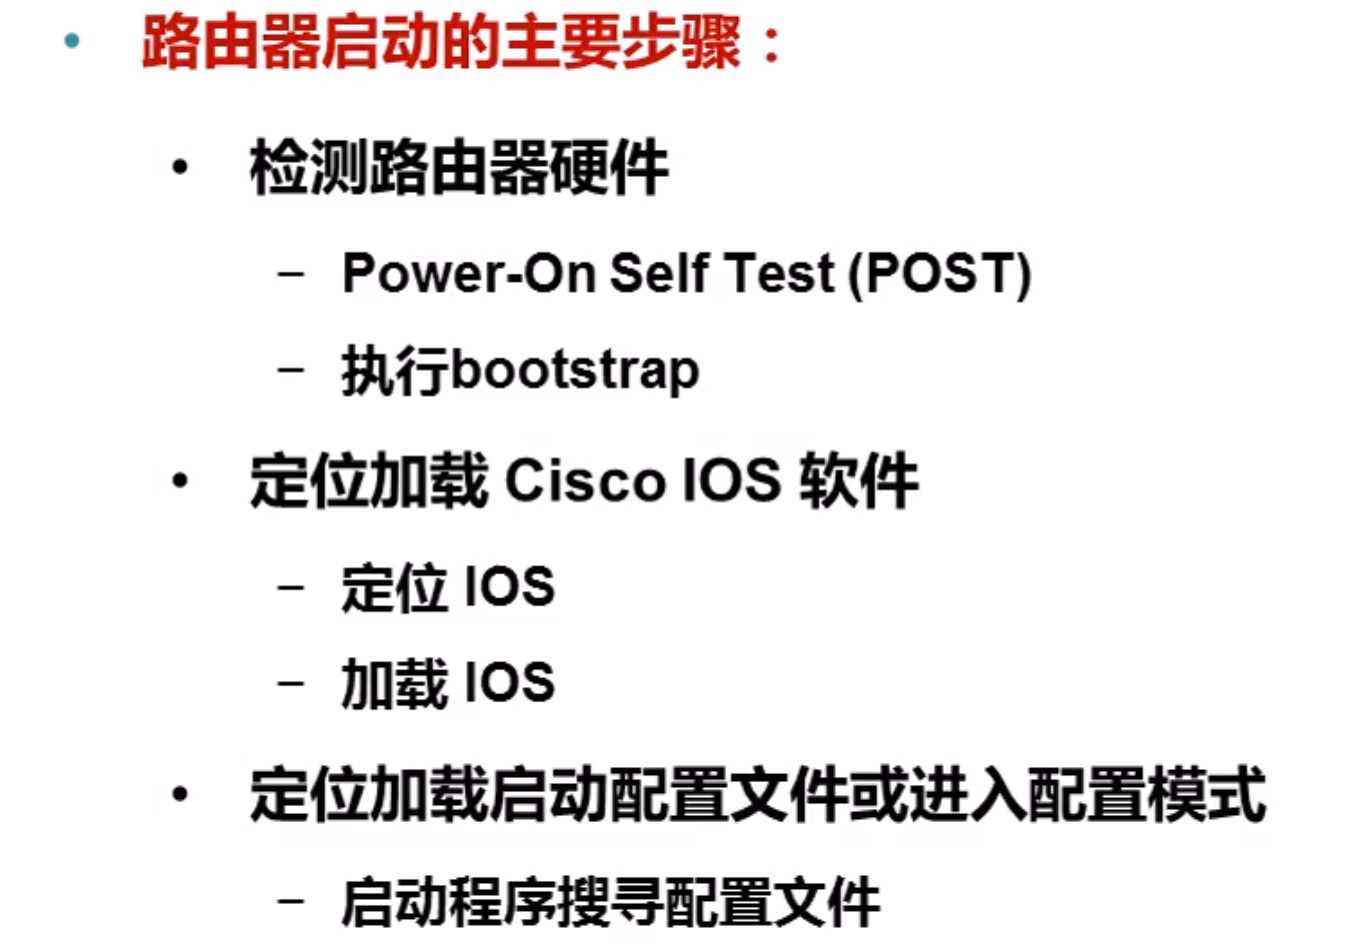 • 路由器启动的主要步骤：
• 检测路由器硬件
– Power-On Self Test (POST)
– 执行bootstrap
• 定位加载 Cisco IOS 软件
– 定位 IOS
– 加载 IOS
• 定位加载启动配置文件或进入配置模式
– 启动程序搜寻配置文件